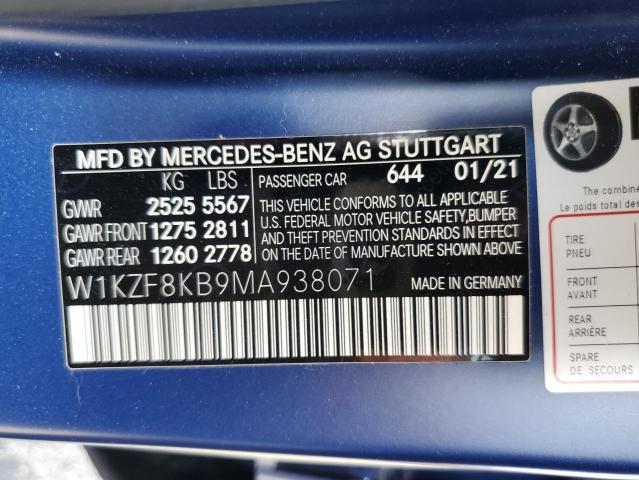 MFD BY MERCEDES-BENZ AG STUTTGART
KG LBS
GVWR 2525 5567
GAWR FRONT 1275 2811
GAWR REAR 1260 2778
PASSENGER CAR 644 01/21
THIS VEHICLE CONFORMS TO ALL APPLICABLE
U.S. FEDERAL MOTOR VEHICLE SAFETY,BUMPER
AND THEFT PREVENTION STANDARDS IN EFFECT
ON THE DATE OF MANUFACTURE SHOWN ABOVE.
W1KZF8KB9MA938071 MADE IN GERMANY
The combine
Le poids total des
TIRE
PNEU
FRONT
AVANT
REAR
ARRIÈRE
SPARE
DE SECOURS